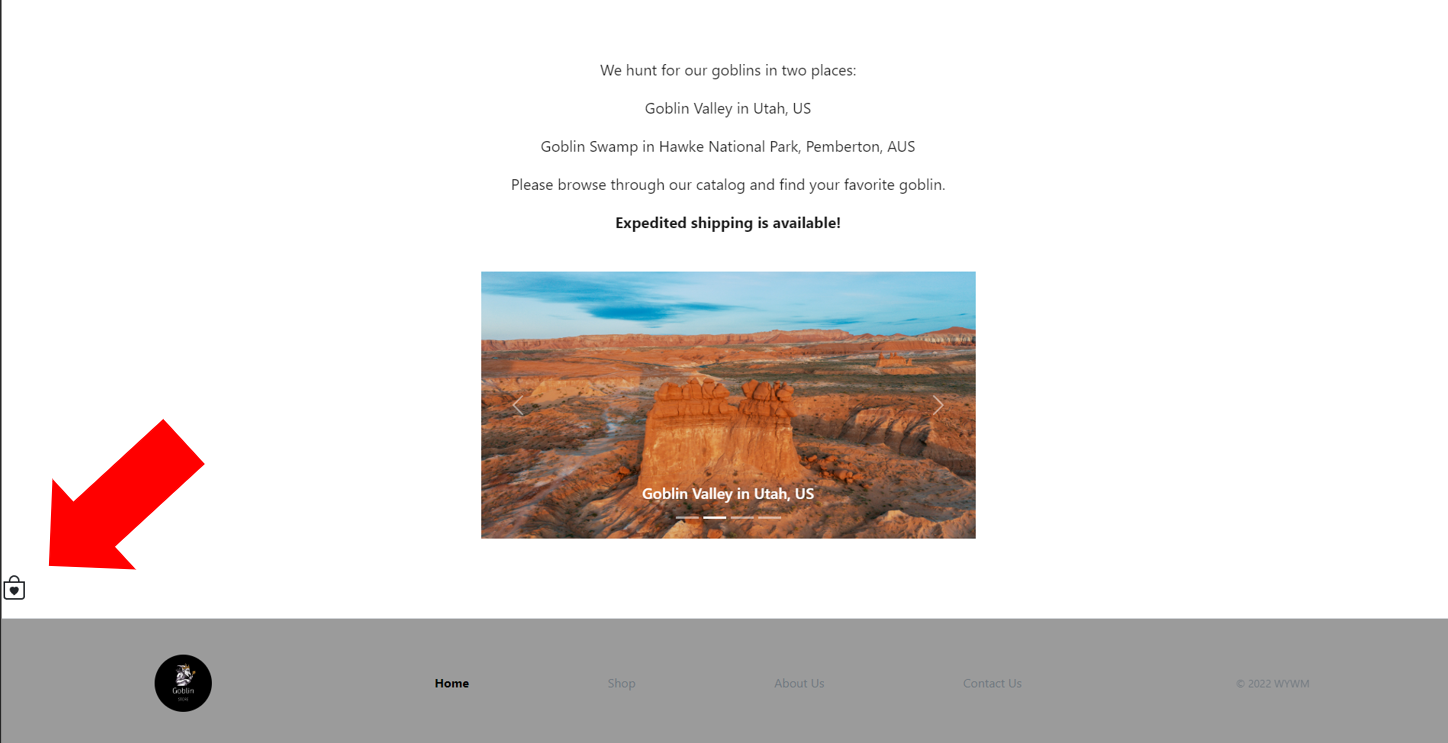 We hunt for our goblins in two places:
Goblin Valley in Utah, US
Goblin Swamp in Hawke National Park, Pemberton, AUS
Please browse through our catalog and find your favorite goblin.
Expedited shipping is available!
Goblin Valley in Utah, US
Goblin
Home
Shop
About Us
Contact Us
© 2022 WYWM